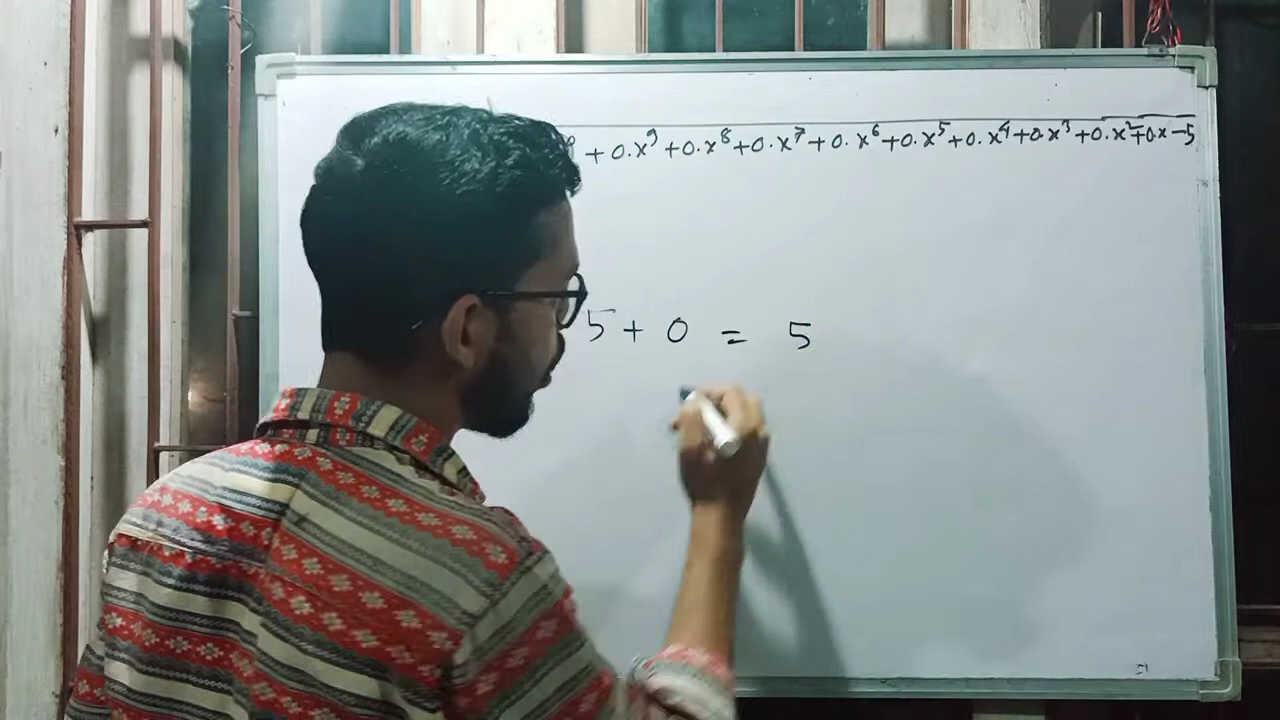 + 0.x⁹ + 0.x⁸ + 0.x⁷ + 0.x⁶ + 0.x⁵ + 0.x⁴ + 0.x³ + 0.x² + 0.x - 5
5 + 0 = 5